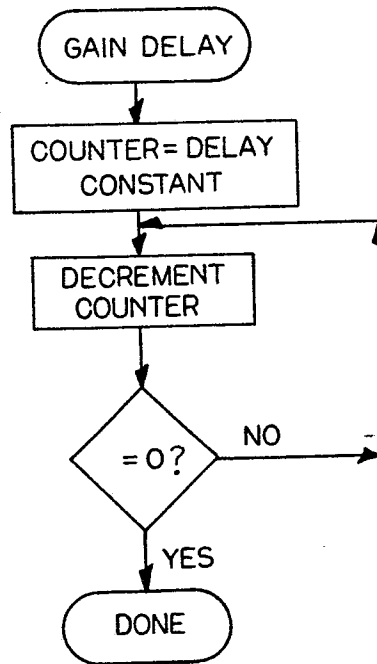 GAIN DELAY
COUNTER = DELAY
CONSTANT
DECREMENT
COUNTER
= 0?
NO
YES
DONE